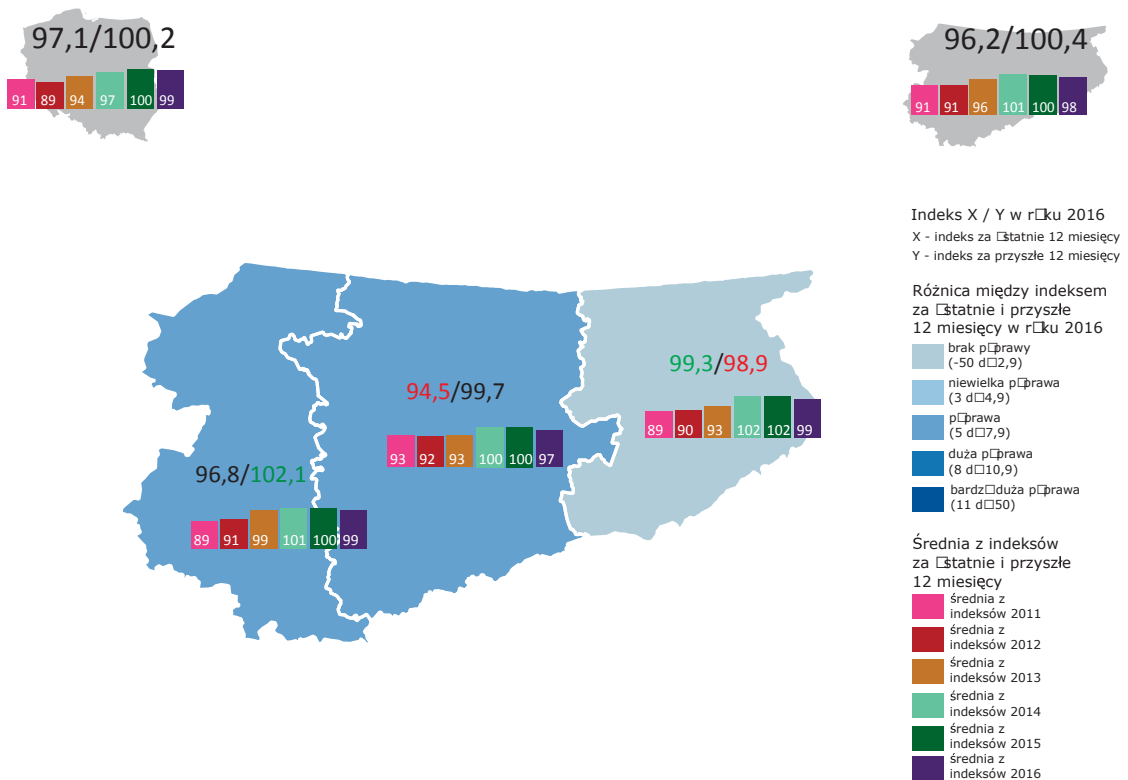 97,1/100,2
91 89 94 97 100 99
96,2/100,4
91 91 96 101 100 98
Indeks X / Y w r□ku 2016
X - indeks za □statnie 12 miesięcy
Y - indeks za przyszłe 12 miesięcy
Różnica między indeksem
za □statnie i przyszłe
12 miesięcy w r□ku 2016
brak p□prawy
(-50 d□2,9)
niewielka p□prawa
(3 d□4,9)
p□prawa
(5 d□7,9)
duża p□prawa
(8 d□10,9)
bardz□duża p□prawa
(11 d□50)
Średnia z indeksów
za □statnie i przyszłe
12 miesięcy
średnia z
indeksów 2011
średnia z
indeksów 2012
średnia z
indeksów 2013
średnia z
indeksów 2014
średnia z
indeksów 2015
średnia z
indeksów 2016
99,3/98,9
89 90 93 102 102 99
94,5/99,7
93 92 93 100 100 97
96,8/102,1
89 91 99 101 100 99